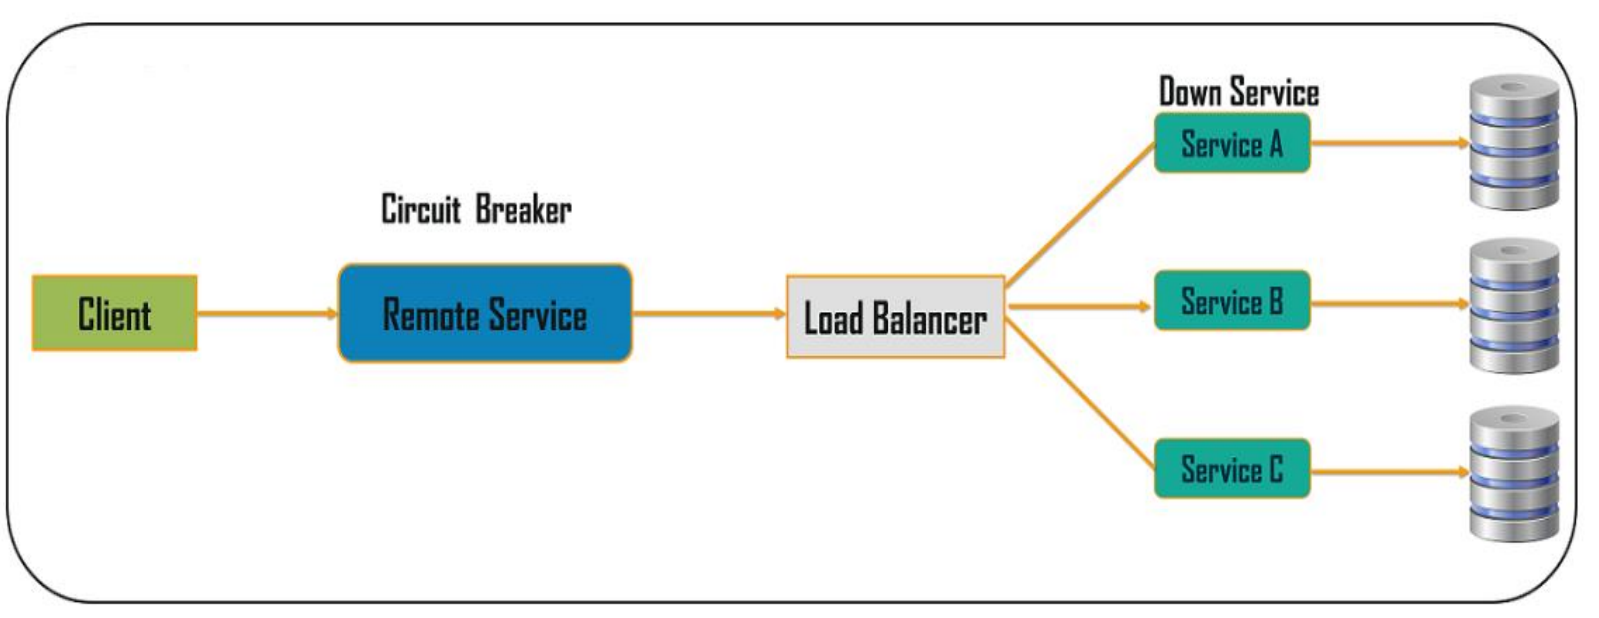 Down Service
Service A
Circuit Breaker
Client
Remote Service
Load Balancer
Service B
Service C